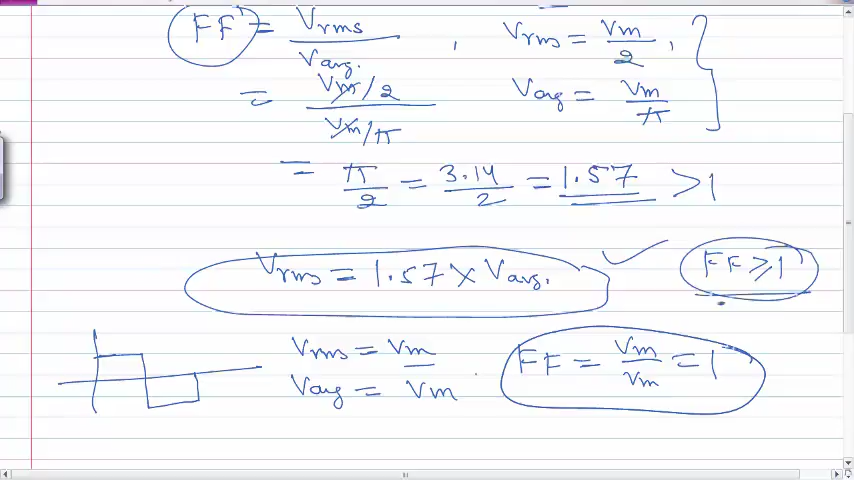 FF = Vrms / Vavg. , Vrms = Vm / 2 ,
= Vm/2 / Vm/π Vavg = Vm / π
= π / 2 = 3.14 / 2 = 1.57 > 1
Vrms = 1.57 × Vavg. ✓ FF ≥ 1
Vrms = Vm
Vavg = Vm
FF = Vm / Vm = 1